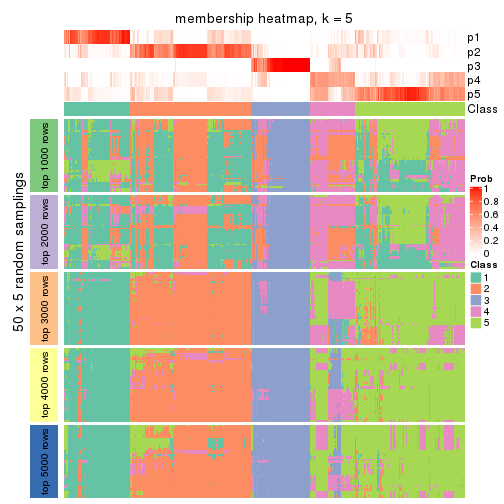 membership heatmap, k = 5
p1
p2
p3
p4
p5
Class
50 x 5 random samplings
top 1000 rows
top 2000 rows
top 3000 rows
top 4000 rows
top 5000 rows
Prob
1
0.8
0.6
0.4
0.2
0
Class
1
2
3
4
5